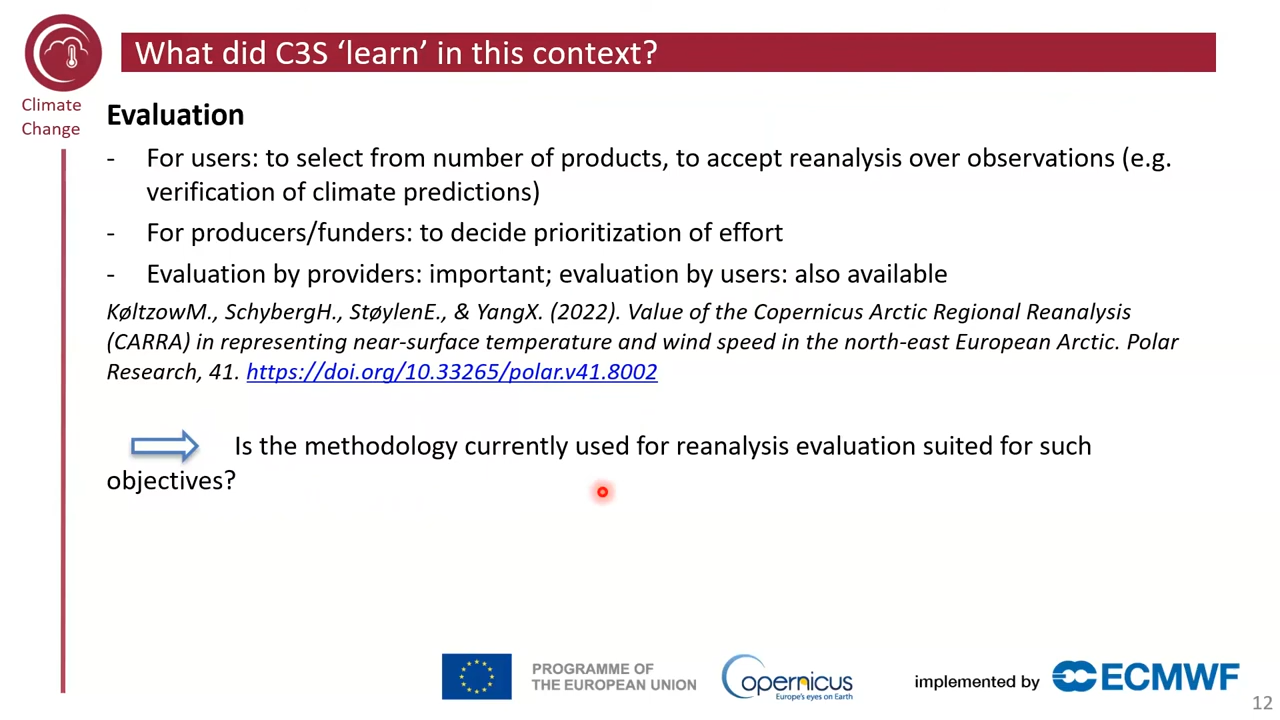 What did C3S ‘learn’ in this context?
Climate
Change
Evaluation
- For users: to select from number of products, to accept reanalysis over observations (e.g.
verification of climate predictions)
- For producers/funders: to decide prioritization of effort
- Evaluation by providers: important; evaluation by users: also available
KøltzowM., SchybergH., StøylenE., & YangX. (2022). Value of the Copernicus Arctic Regional Reanalysis
(CARRA) in representing near-surface temperature and wind speed in the north-east European Arctic. Polar
Research, 41. https://doi.org/10.33265/polar.v41.8002
Is the methodology currently used for reanalysis evaluation suited for such
objectives?
PROGRAMME OF
THE EUROPEAN UNION
Copernicus
Europe's eyes on Earth
implemented by
ECMWF
12